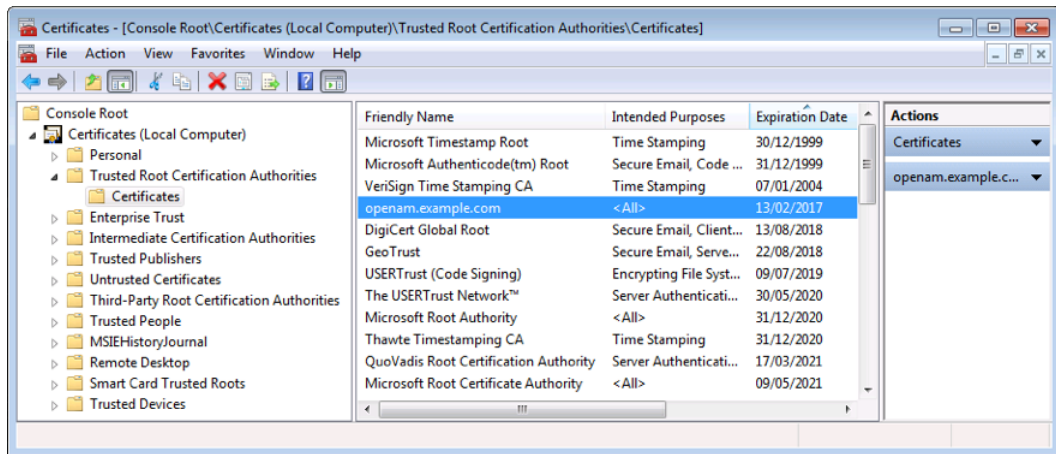 Certificates - [Console Root\Certificates (Local Computer)\Trusted Root Certification Authorities\Certificates]
File Action View Favorites Window Help
Console Root
Certificates (Local Computer)
Personal
Trusted Root Certification Authorities
Certificates
Enterprise Trust
Intermediate Certification Authorities
Trusted Publishers
Untrusted Certificates
Third-Party Root Certification Authorities
Trusted People
MSIEHistoryJournal
Remote Desktop
Smart Card Trusted Roots
Trusted Devices
Friendly Name Intended Purposes Expiration Date
Microsoft Timestamp Root Time Stamping 30/12/1999
Microsoft Authenticode(tm) Root Secure Email, Code ... 31/12/1999
VeriSign Time Stamping CA Time Stamping 07/01/2004
openam.example.com <All> 13/02/2017
DigiCert Global Root Secure Email, Client... 13/08/2018
GeoTrust Secure Email, Serve... 22/08/2018
USERTrust (Code Signing) Encrypting File Syst... 09/07/2019
The USERTrust Network™ Server Authenticati... 30/05/2020
Microsoft Root Authority <All> 31/12/2020
Thawte Timestamping CA Time Stamping 31/12/2020
QuoVadis Root Certification Authority Server Authenticati... 17/03/2021
Microsoft Root Certificate Authority <All> 09/05/2021
Actions
Certificates
openam.example.c...